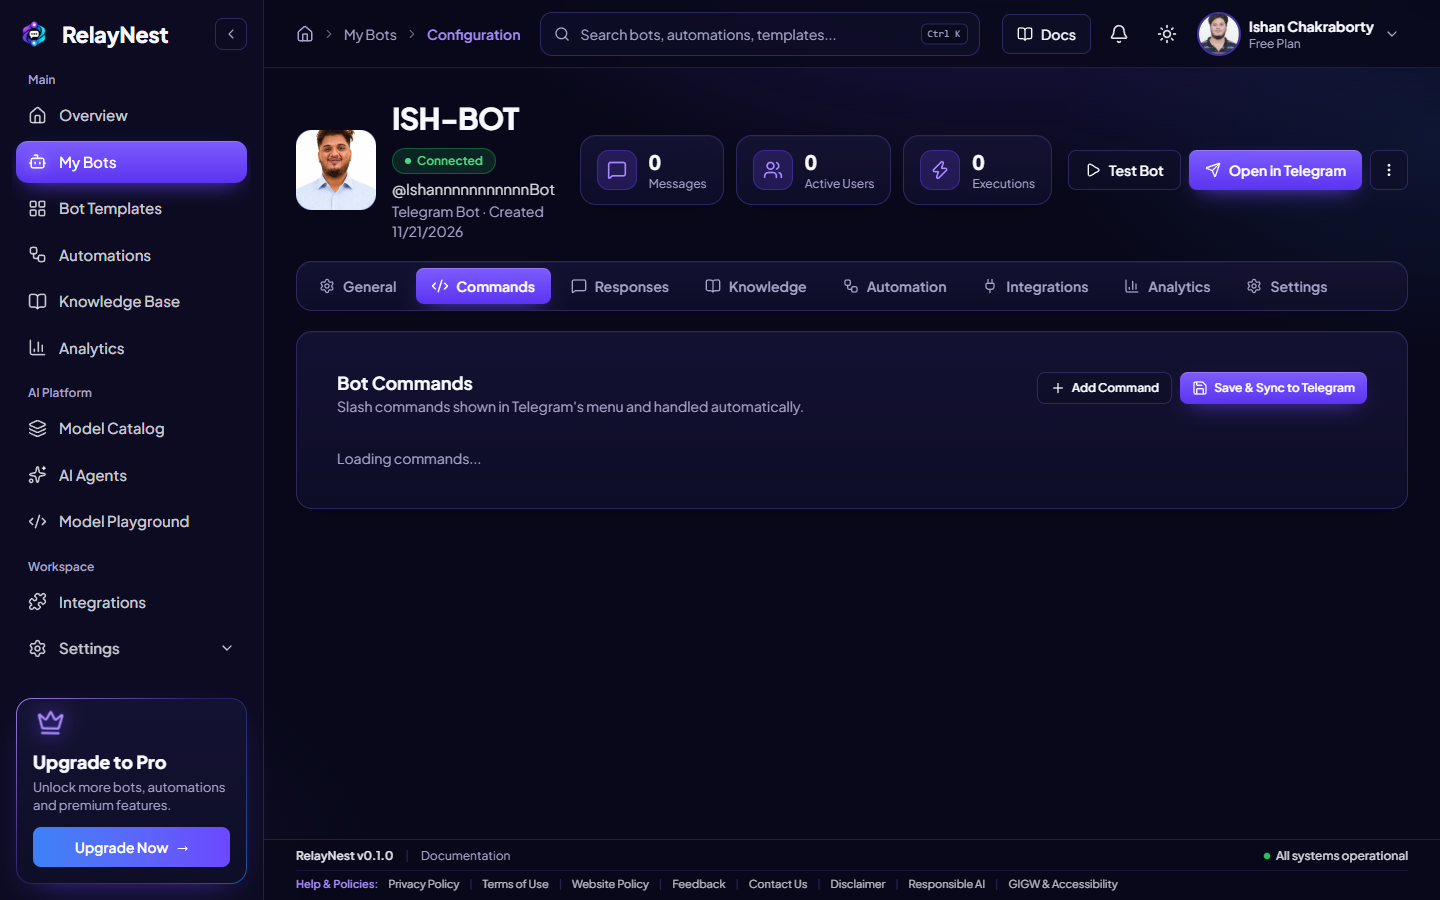 RelayNest
Main
Overview
My Bots
Bot Templates
Automations
Knowledge Base
Analytics
AI Platform
Model Catalog
AI Agents
Model Playground
Workspace
Integrations
Settings
Upgrade to Pro
Unlock more bots, automations
and premium features.
Upgrade Now →
My Bots
Configuration
Search bots, automations, templates...
Ctrl K
Docs
Ishan Chakraborty
Free Plan
ISH-BOT
Connected
@IshannnnnnnnnnBot
Telegram Bot · Created
11/21/2026
0
Messages
0
Active Users
0
Executions
Test Bot
Open in Telegram
General
Commands
Responses
Knowledge
Automation
Integrations
Analytics
Settings
Bot Commands
Slash commands shown in Telegram's menu and handled automatically.
Add Command
Save & Sync to Telegram
Loading commands...
RelayNest v0.1.0
Documentation
All systems operational
Help & Policies: Privacy Policy | Terms of Use | Website Policy | Feedback | Contact Us | Disclaimer | Responsible AI | GIGW & Accessibility